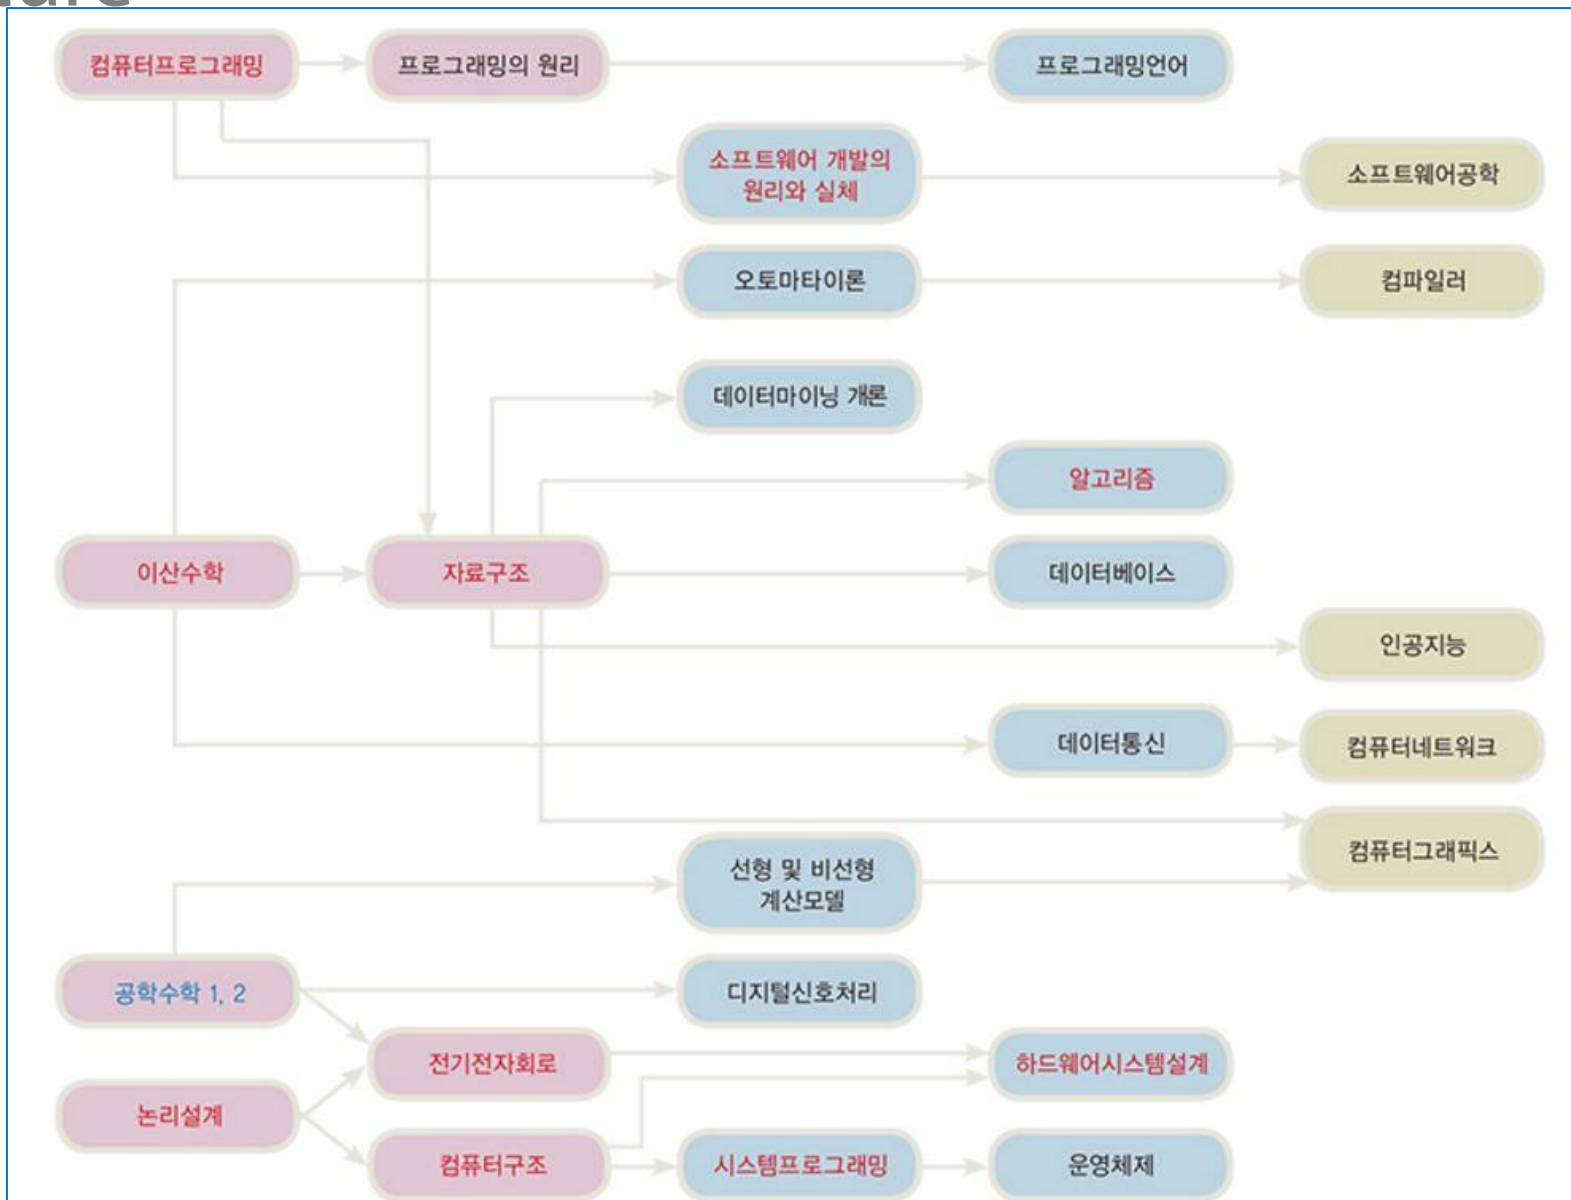 컴퓨터프로그래밍
프로그래밍의 원리
프로그래밍언어
소프트웨어 개발의
원리와 실체
소프트웨어공학
오토마타이론
컴파일러
데이터마이닝 개론
알고리즘
이산수학
자료구조
데이터베이스
인공지능
데이터통신
컴퓨터네트워크
컴퓨터그래픽스
선형 및 비선형
계산모델
공학수학 1, 2
디지털신호처리
전기전자회로
하드웨어시스템설계
논리설계
컴퓨터구조
시스템프로그래밍
운영체제